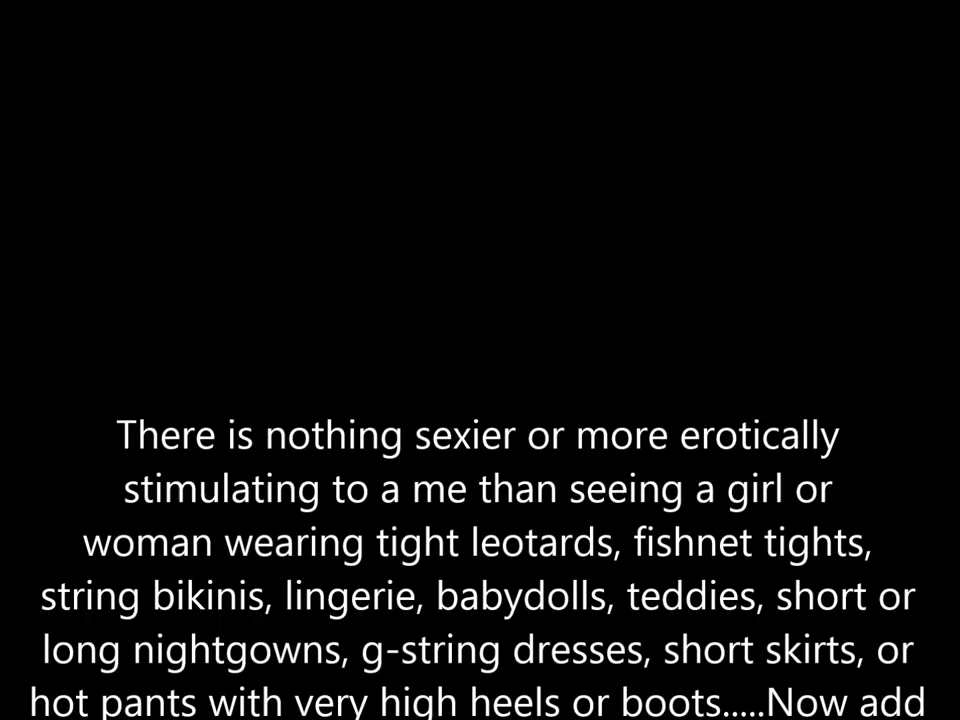 There is nothing sexier or more erotically
stimulating to a me than seeing a girl or
woman wearing tight leotards, fishnet tights,
string bikinis, lingerie, babydolls, teddies, short or
long nightgowns, g-string dresses, short skirts, or
hot pants with very high heels or boots.....Now add